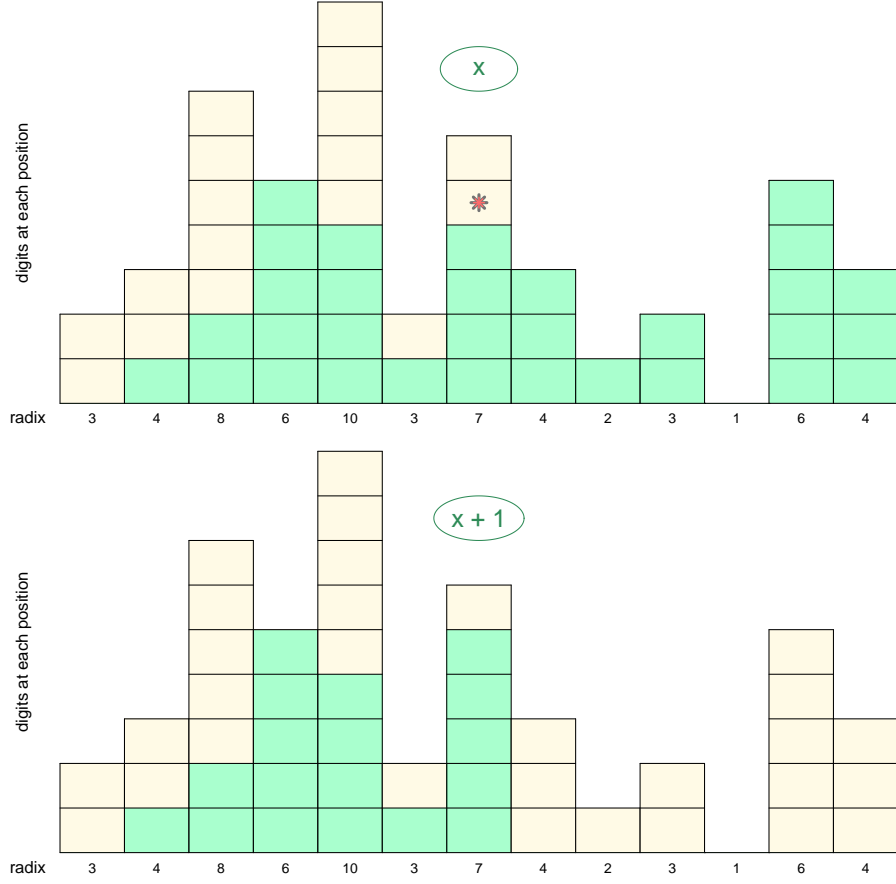 x
digits at each position
radix 3 4 8 6 10 3 7 4 2 3 1 6 4
x + 1
digits at each position
radix 3 4 8 6 10 3 7 4 2 3 1 6 4